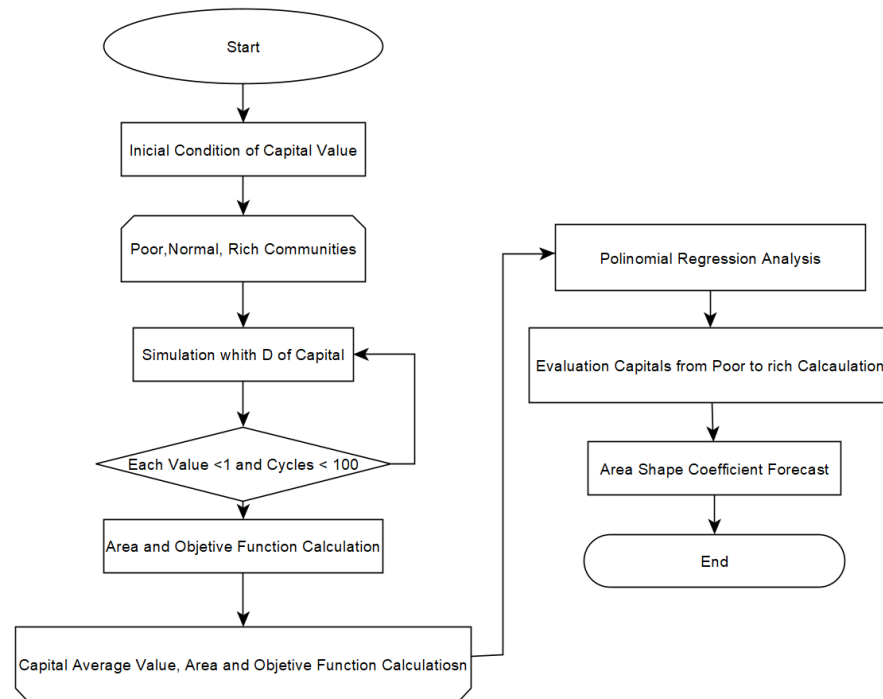 Start
Inicial Condition of Capital Value
Poor,Normal, Rich Communities
Simulation whith D of Capital
Each Value <1 and Cycles < 100
Area and Objetive Function Calculation
Capital Average Value, Area and Objetive Function Calculatiosn
Polinomial Regression Analysis
Evaluation Capitals from Poor to rich Calcaulation
Area Shape Coefficient Forecast
End